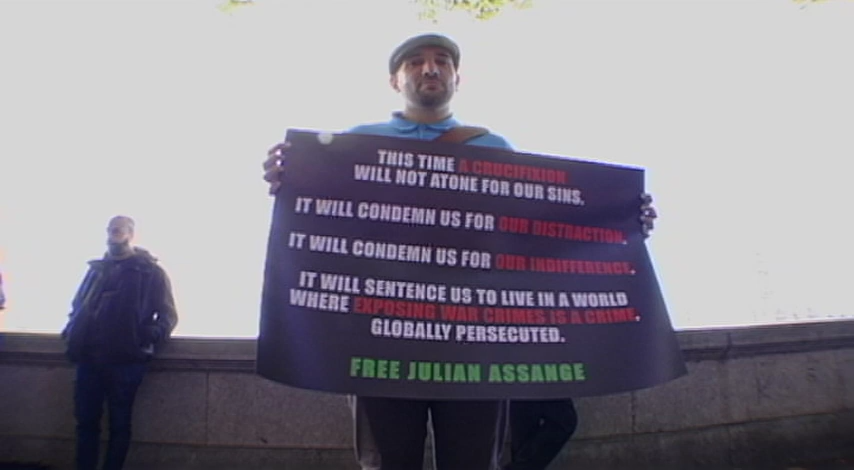 THIS TIME A CRUCIFIXION
WILL NOT ATONE FOR OUR SINS.
IT WILL CONDEMN US FOR OUR DISTRACTION.
IT WILL CONDEMN US FOR OUR INDIFFERENCE.
IT WILL SENTENCE US TO LIVE IN A WORLD
WHERE EXPOSING WAR CRIMES IS A CRIME,
GLOBALLY PERSECUTED.
FREE JULIAN ASSANGE